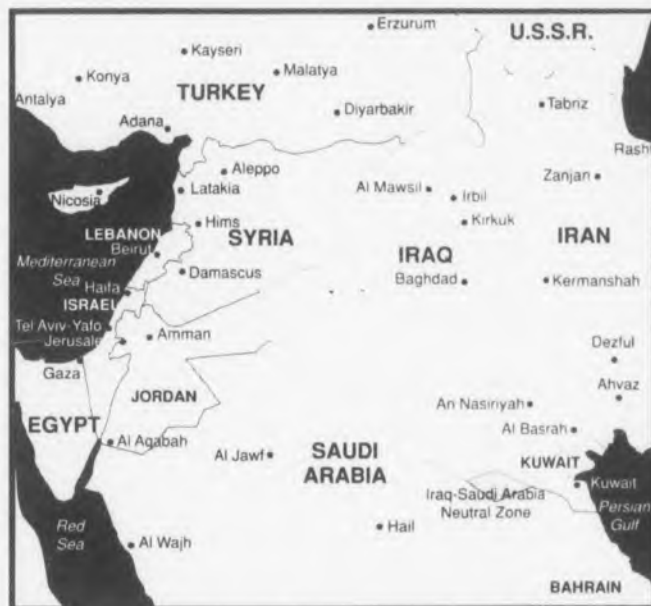 Erzurum
U.S.S.R.
Kayseri
Konya
Malatya
TURKEY
Antalya
Diyarbakir
Tabriz
Adana
Rasht
Aleppo
Zanjan
Nicosia
Latakia
Al Mawsil
Irbil
Hims
Kirkuk
LEBANON
SYRIA
IRAQ
IRAN
Beirut
Mediterranean
Sea
Damascus
Baghdad
Kermanshah
Haifa
ISRAEL
Tel Aviv-Yafo
Amman
Jerusale
Dezful
Gaza
JORDAN
Ahvaz
An Nasiriyah
EGYPT
Al Basrah
Al Aqabah
Al Jawf
SAUDI
ARABIA
KUWAIT
Kuwait
Iraq-Saudi Arabia
Neutral Zone
Persian
Gulf
Red
Sea
Hail
Al Wajh
BAHRAIN